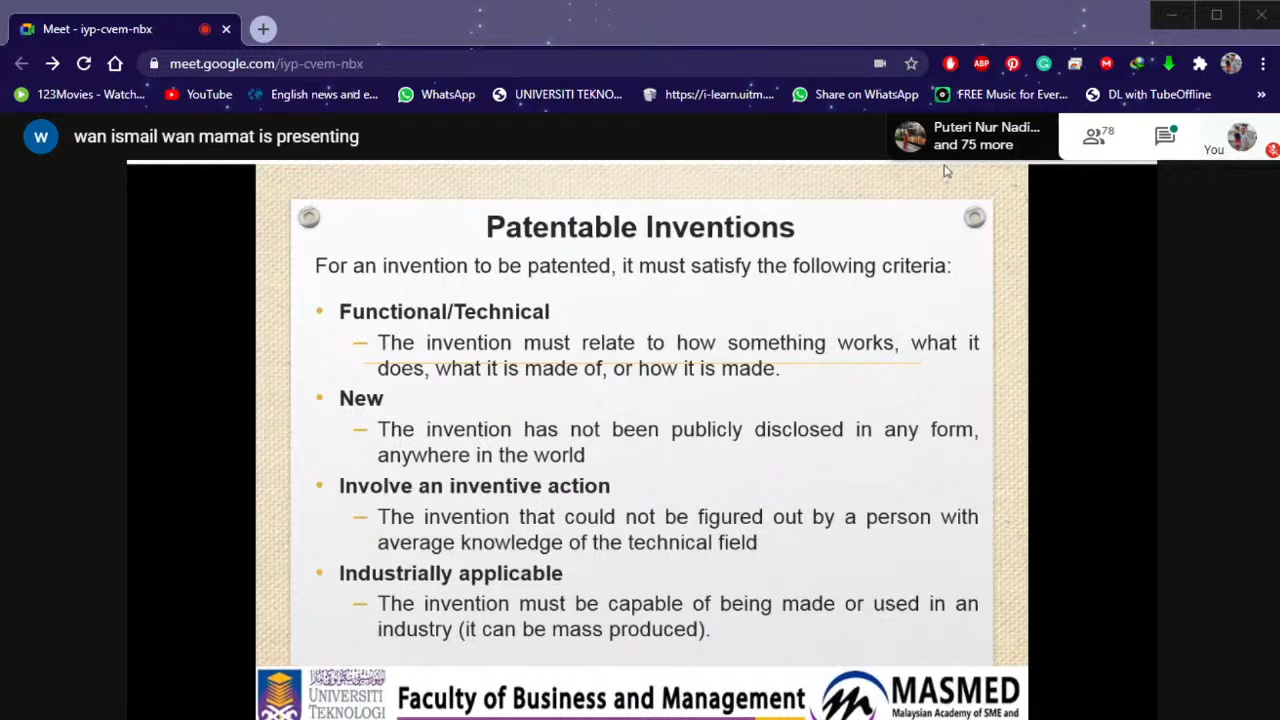 Meet - iyp-cvem-nbx
meet.google.com/iyp-cvem-nbx
123Movies - Watch... YouTube English news and e... WhatsApp UNIVERSITI TEKNO... https://i-learn.uitm.... Share on WhatsApp FREE Music for Ever... DL with TubeOffline »
W wan ismail wan mamat is presenting
Puteri Nur Nadi...
and 75 more
78
You
Patentable Inventions
For an invention to be patented, it must satisfy the following criteria:
• Functional/Technical
– The invention must relate to how something works, what it
does, what it is made of, or how it is made.
• New
– The invention has not been publicly disclosed in any form,
anywhere in the world
• Involve an inventive action
– The invention that could not be figured out by a person with
average knowledge of the technical field
• Industrially applicable
– The invention must be capable of being made or used in an
industry (it can be mass produced).
UNIVERSITI
TEKNOLOGI
Faculty of Business and Management
MASMED
Malaysian Academy of SME and